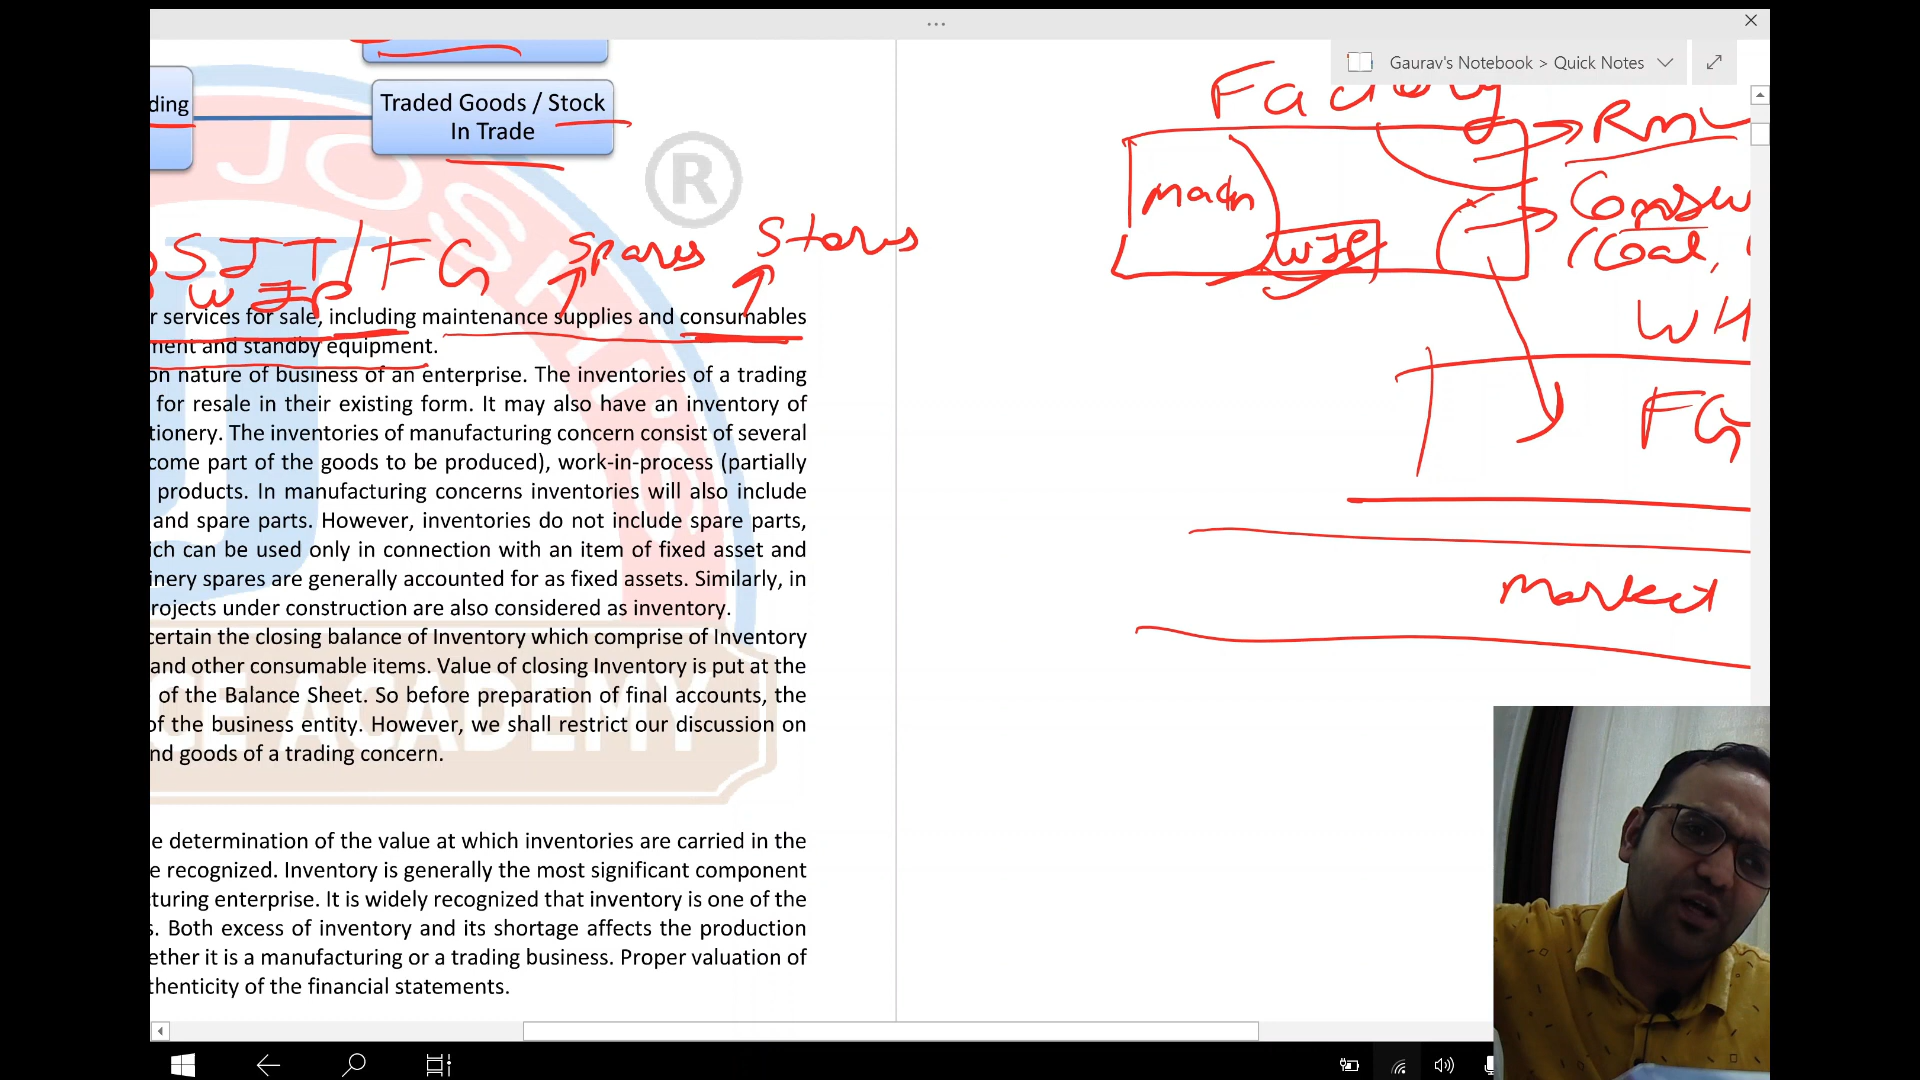 ...
Gaurav's Notebook > Quick Notes
Factory
ding
Traded Goods / Stock
In Trade
JOSHI'S
®
RM
Machn
WIP
(Coal,
SIT/FG Spares Stores
WIP
r services for sale, including maintenance supplies and consumables
ment and standby equipment.
on nature of business of an enterprise. The inventories of a trading
for resale in their existing form. It may also have an inventory of
tionery. The inventories of manufacturing concern consist of several
come part of the goods to be produced), work-in-process (partially
products. In manufacturing concerns inventories will also include
and spare parts. However, inventories do not include spare parts,
ich can be used only in connection with an item of fixed asset and
inery spares are generally accounted for as fixed assets. Similarly, in
rojects under construction are also considered as inventory.
certain the closing balance of Inventory which comprise of Inventory
and other consumable items. Value of closing Inventory is put at the
of the Balance Sheet. So before preparation of final accounts, the
of the business entity. However, we shall restrict our discussion on
nd goods of a trading concern.
ACADEMY
e determination of the value at which inventories are carried in the
e recognized. Inventory is generally the most significant component
turing enterprise. It is widely recognized that inventory is one of the
s. Both excess of inventory and its shortage affects the production
ether it is a manufacturing or a trading business. Proper valuation of
thenticity of the financial statements.
WH
FG
Market